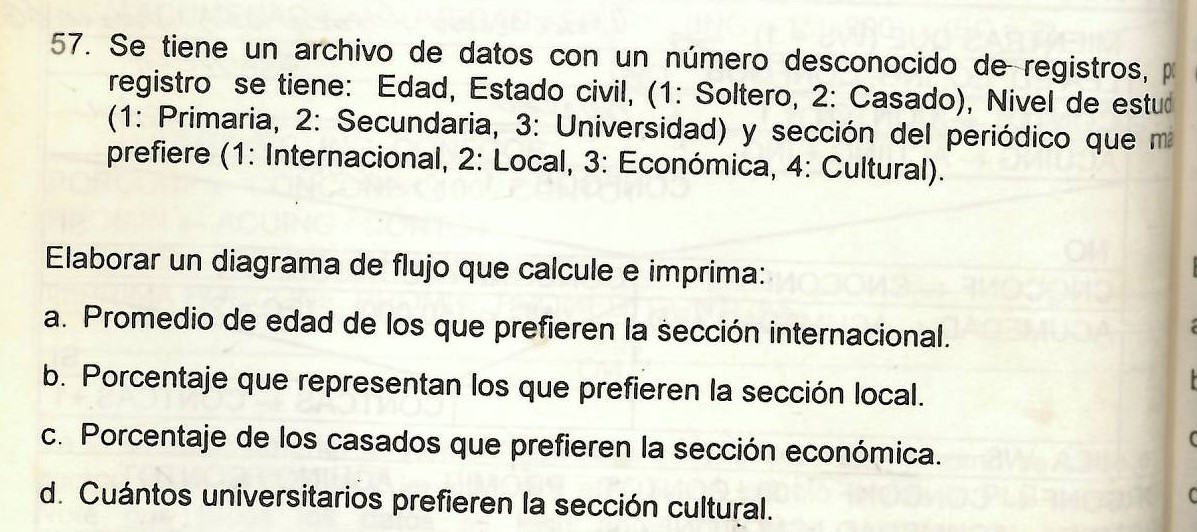 57. Se tiene un archivo de datos con un número desconocido de registros,
registro se tiene: Edad, Estado civil, (1: Soltero, 2: Casado), Nivel de estud
(1: Primaria, 2: Secundaria, 3: Universidad) y sección del periódico que
prefiere (1: Internacional, 2: Local, 3: Económica, 4: Cultural).
Elaborar un diagrama de flujo que calcule e imprima:
a. Promedio de edad de los que prefieren la sección internacional.
b. Porcentaje que representan los que prefieren la sección local.
c. Porcentaje de los casados que prefieren la sección económica.
d. Cuántos universitarios prefieren la sección cultural.